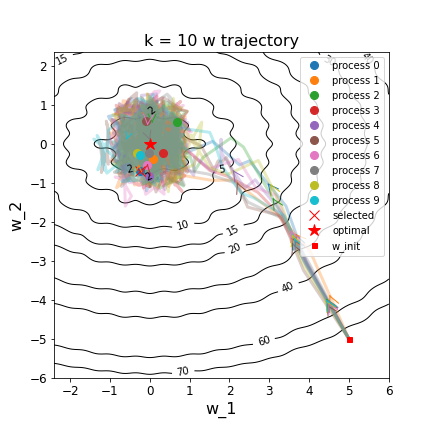 k = 10 w trajectory
process 0
process 1
process 2
process 3
process 4
process 5
process 6
process 7
process 8
process 9
selected
optimal
w_init
15
2
2
2
5
10
15
20
40
60
70
w_2
2
1
0
−1
−2
−3
−4
−5
−6
−2
−1
0
1
2
3
4
5
6
w_1